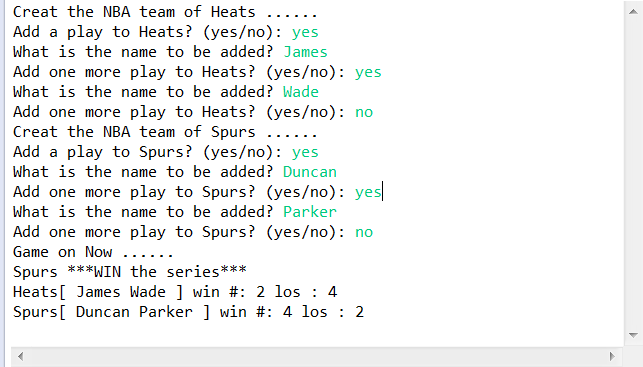 Creat the NBA team of Heats ......
Add a play to Heats? (yes/no): yes
What is the name to be added? James
Add one more play to Heats? (yes/no): yes
What is the name to be added? Wade
Add one more play to Heats? (yes/no): no
Creat the NBA team of Spurs ......
Add a play to Spurs? (yes/no): yes
What is the name to be added? Duncan
Add one more play to Spurs? (yes/no): yes
What is the name to be added? Parker
Add one more play to Spurs? (yes/no): no
Game on Now ......
Spurs ***WIN the series***
Heats[ James Wade ] win #: 2 los : 4
Spurs[ Duncan Parker ] win #: 4 los : 2